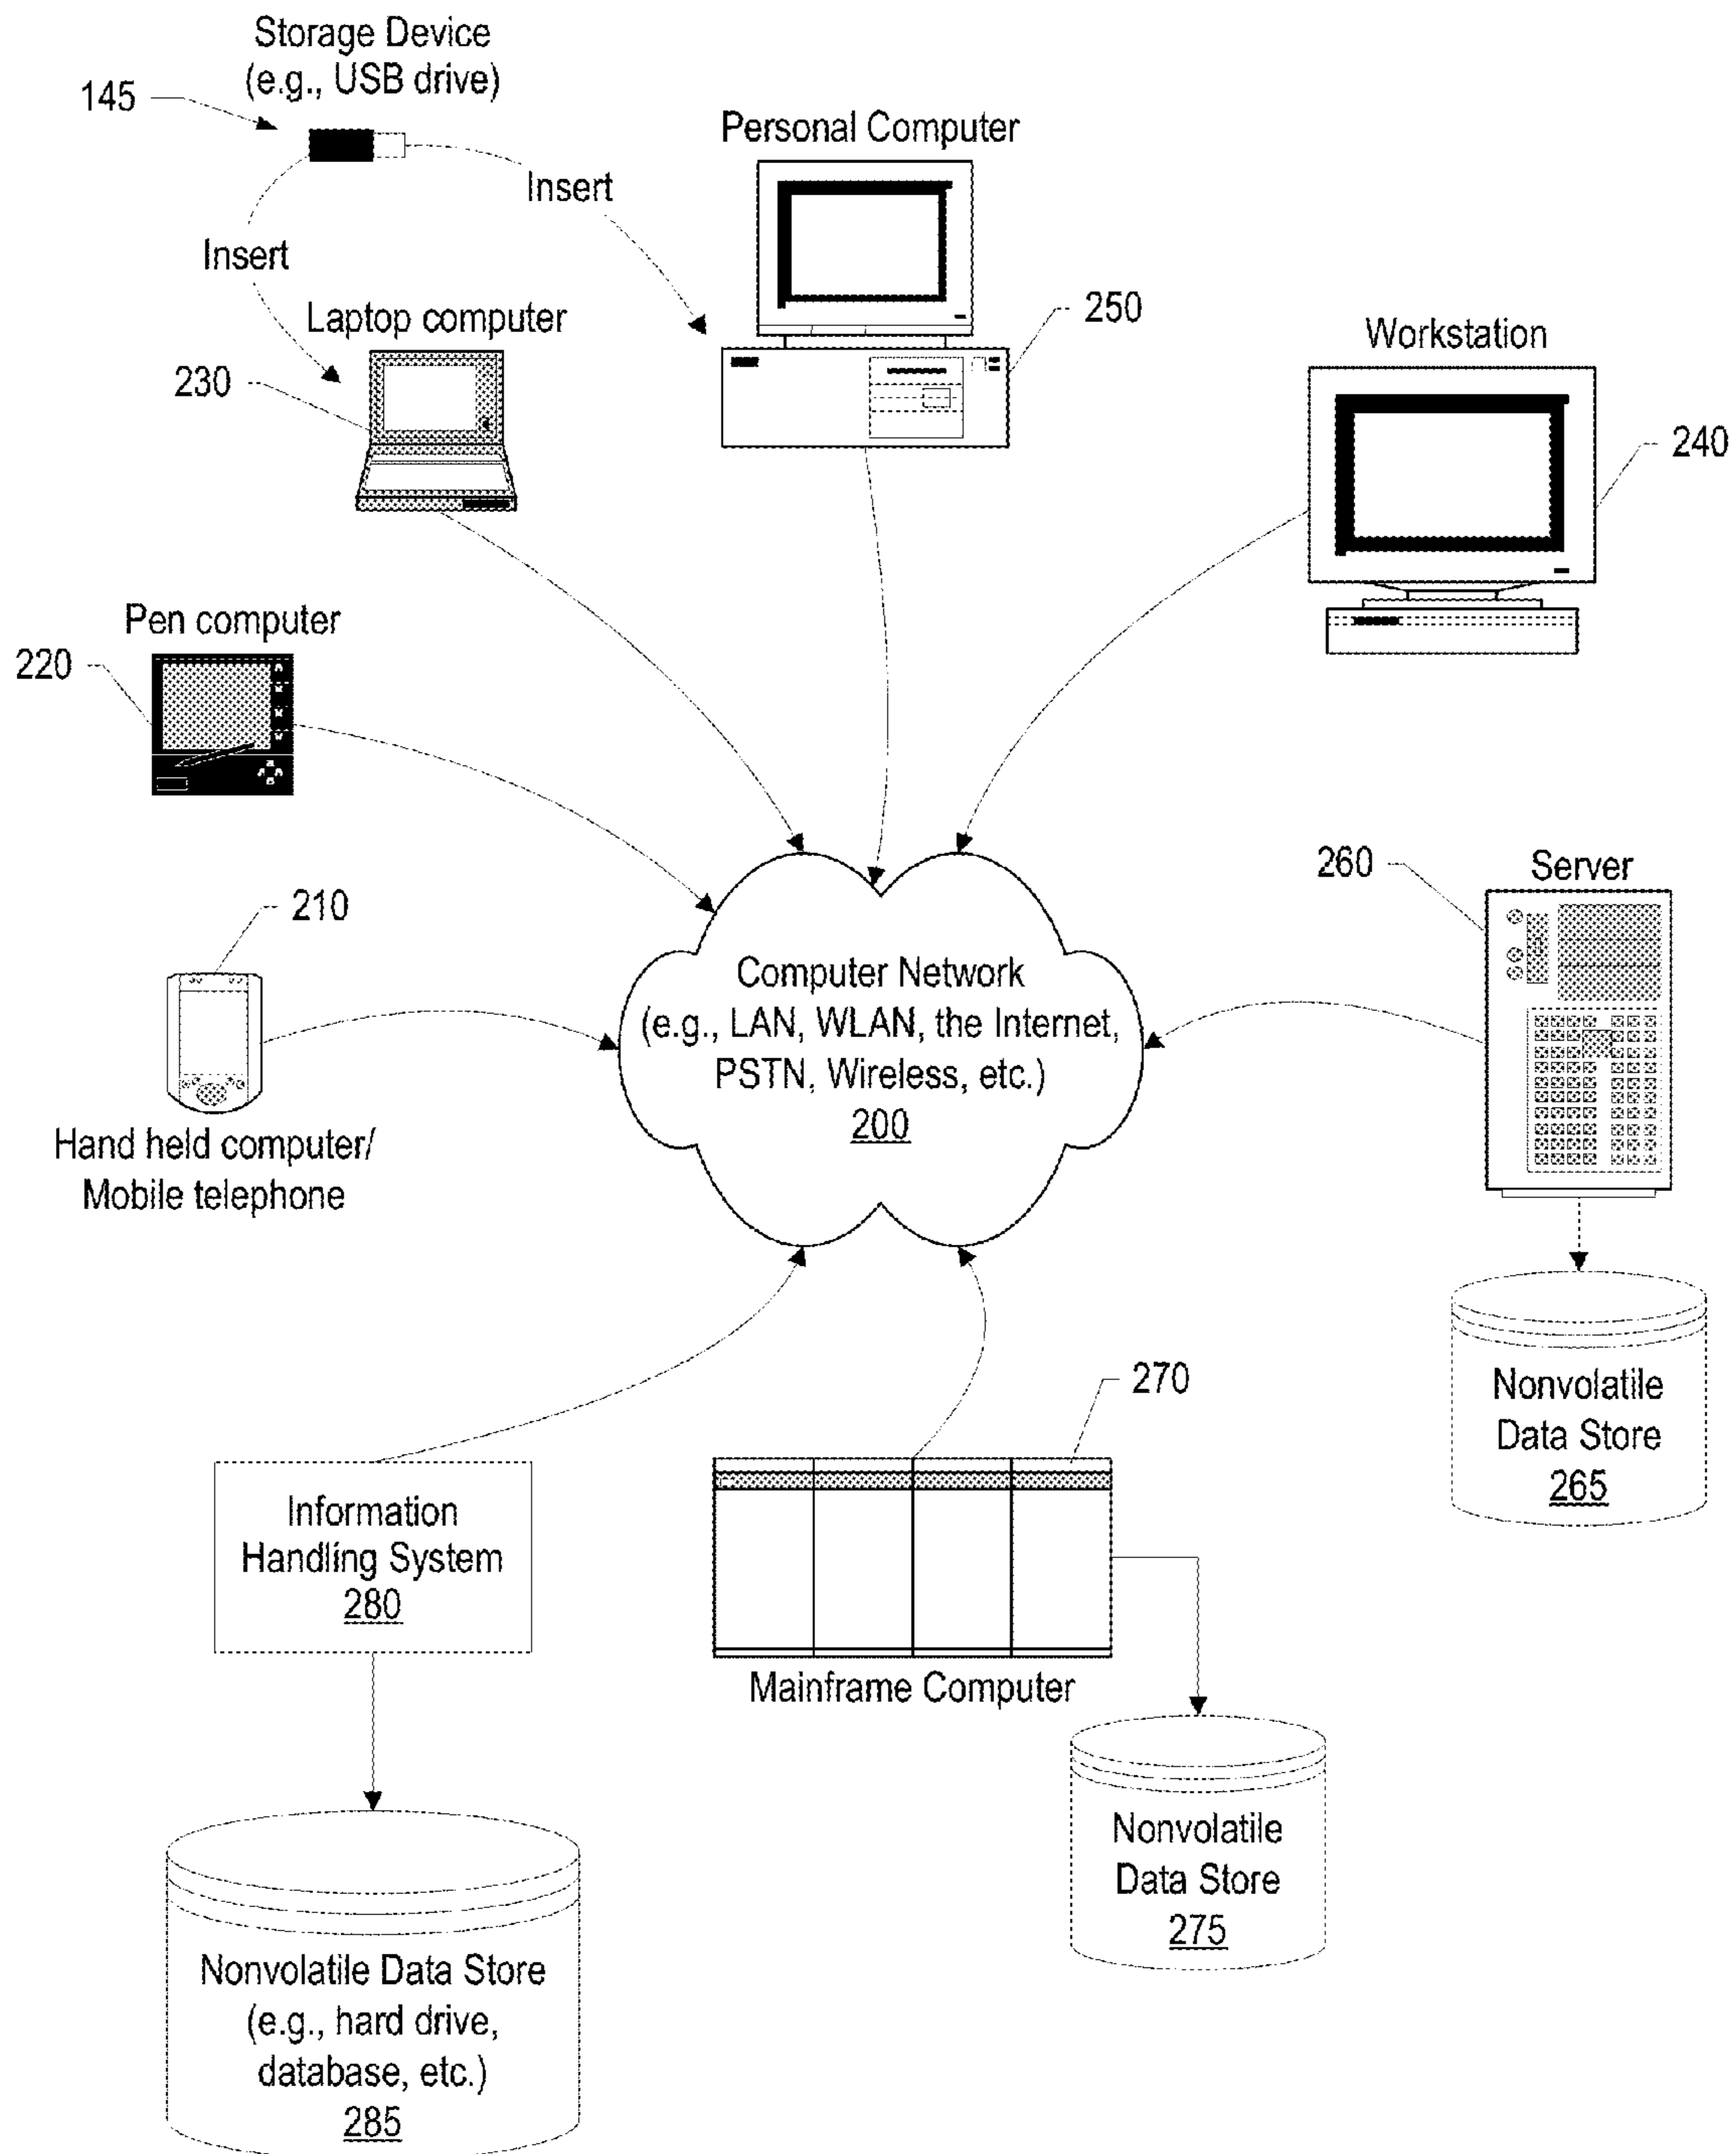 Storage Device
(e.g., USB drive)
145
Personal Computer
Insert
Insert
Laptop computer
250
Workstation
230
240
Pen computer
220
260
Server
210
Computer Network
(e.g., LAN, WLAN, the Internet,
PSTN, Wireless, etc.)
200
Hand held computer/
Mobile telephone
270
Nonvolatile
Data Store
265
Information
Handling System
280
Mainframe Computer
Nonvolatile
Data Store
275
Nonvolatile Data Store
(e.g., hard drive,
database, etc.)
285